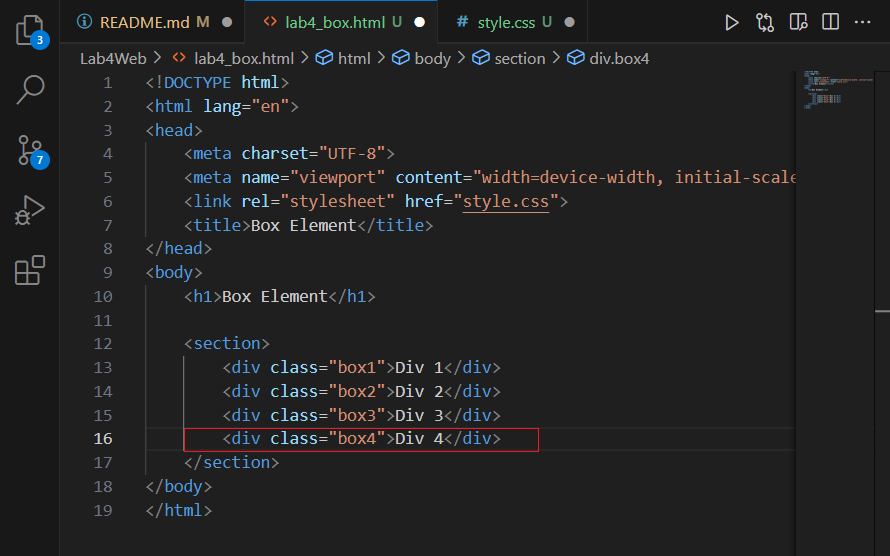 README.md M
lab4_box.html U
# style.css U
Lab4Web > lab4_box.html > html > body > section > div.box4
3
7
1 <!DOCTYPE html>
2 <html lang="en">
3 <head>
4 <meta charset="UTF-8">
5 <meta name="viewport" content="width=device-width, initial-scale
6 <link rel="stylesheet" href="style.css">
7 <title>Box Element</title>
8 </head>
9 <body>
10 <h1>Box Element</h1>
11
12 <section>
13 <div class="box1">Div 1</div>
14 <div class="box2">Div 2</div>
15 <div class="box3">Div 3</div>
16 <div class="box4">Div 4</div>
17 </section>
18 </body>
19 </html>